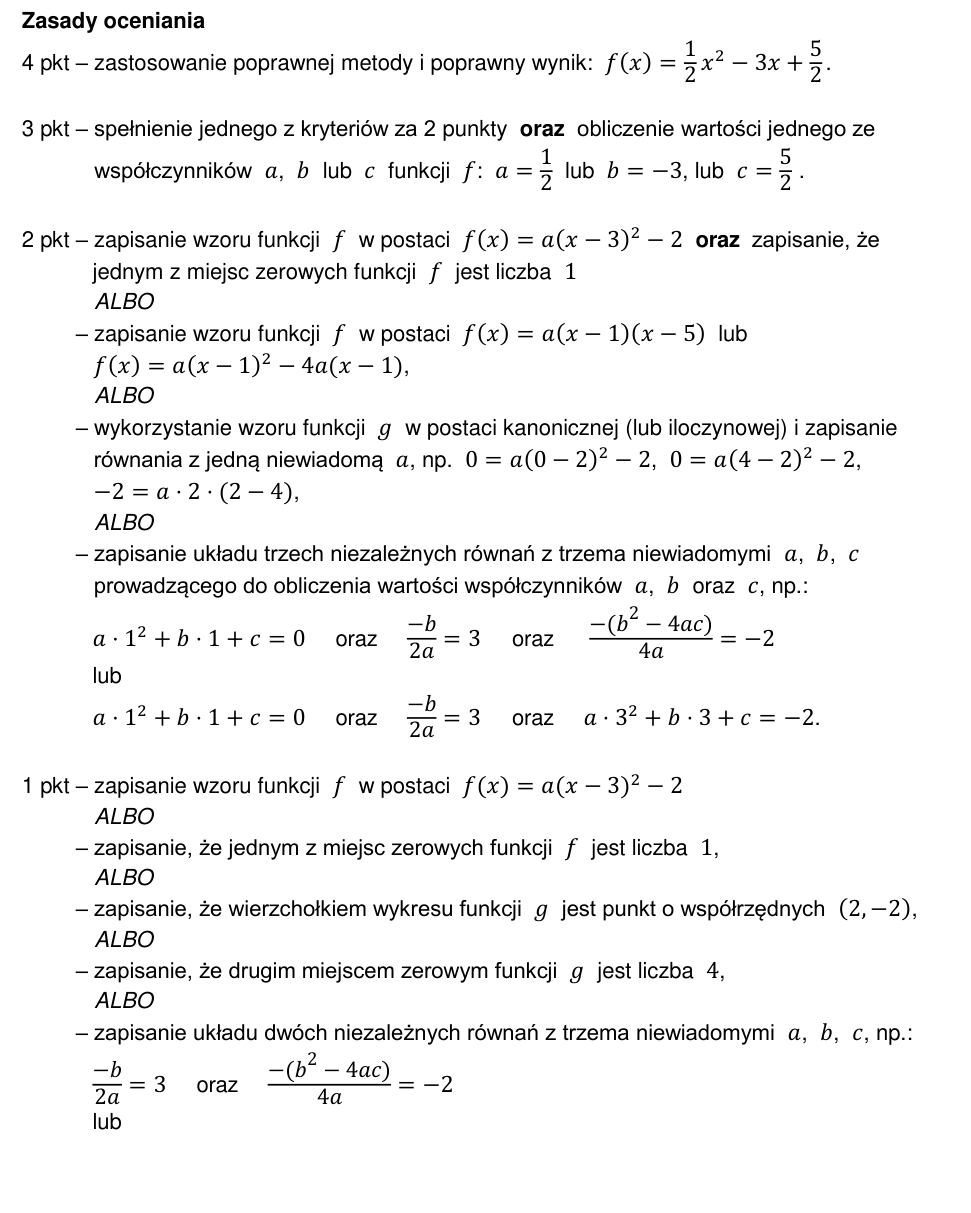 Zasady oceniania
4 pkt – zastosowanie poprawnej metody i poprawny wynik: f(x) = 1/2 x² − 3x + 5/2.
3 pkt – spełnienie jednego z kryteriów za 2 punkty oraz obliczenie wartości jednego ze
współczynników a, b lub c funkcji f: a = 1/2 lub b = −3, lub c = 5/2 .
2 pkt – zapisanie wzoru funkcji f w postaci f(x) = a(x − 3)² − 2 oraz zapisanie, że
jednym z miejsc zerowych funkcji f jest liczba 1
ALBO
– zapisanie wzoru funkcji f w postaci f(x) = a(x − 1)(x − 5) lub
f(x) = a(x − 1)² − 4a(x − 1),
ALBO
– wykorzystanie wzoru funkcji g w postaci kanonicznej (lub iloczynowej) i zapisanie
równania z jedną niewiadomą a, np. 0 = a(0 − 2)² − 2, 0 = a(4 − 2)² − 2,
−2 = a · 2 · (2 − 4),
ALBO
– zapisanie układu trzech niezależnych równań z trzema niewiadomymi a, b, c
prowadzącego do obliczenia wartości współczynników a, b oraz c, np.:
a · 1² + b · 1 + c = 0 oraz −b/2a = 3 oraz −(b² − 4ac)/4a = −2
lub
a · 1² + b · 1 + c = 0 oraz −b/2a = 3 oraz a · 3² + b · 3 + c = −2.
1 pkt – zapisanie wzoru funkcji f w postaci f(x) = a(x − 3)² − 2
ALBO
– zapisanie, że jednym z miejsc zerowych funkcji f jest liczba 1,
ALBO
– zapisanie, że wierzchołkiem wykresu funkcji g jest punkt o współrzędnych (2, −2),
ALBO
– zapisanie, że drugim miejscem zerowym funkcji g jest liczba 4,
ALBO
– zapisanie układu dwóch niezależnych równań z trzema niewiadomymi a, b, c, np.:
−b/2a = 3 oraz −(b² − 4ac)/4a = −2
lub